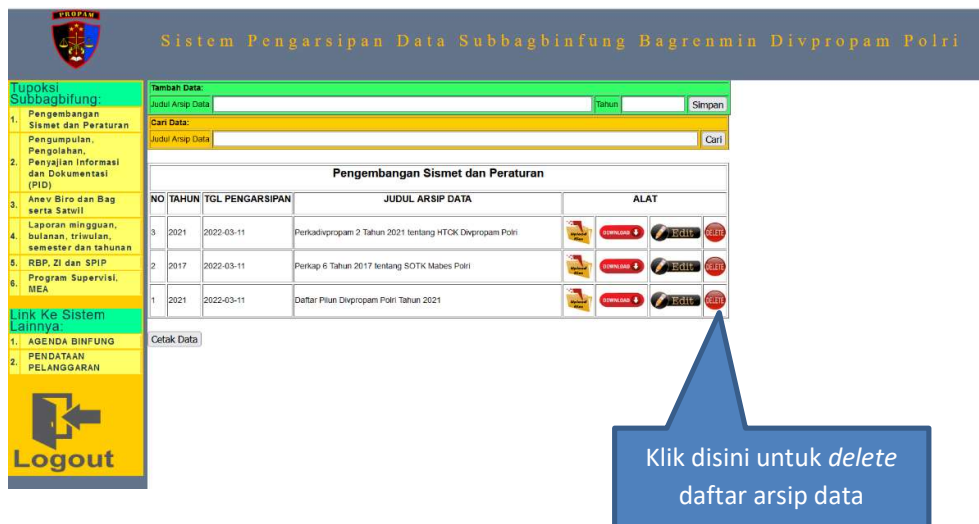 PROPAM
Sistem Pengarsipan Data Subbagbinfung Bagrenmin Divpropam Polri
Tupoksi
Subbagbifung:
1. Pengembangan
Sismet dan Peraturan
2. Pengumpulan,
Pengolahan,
Penyajian Informasi
dan Dokumentasi
(PID)
3. Anev Biro dan Bag
serta Satwil
4. Laporan mingguan,
bulanan, triwulan,
semester dan tahunan
5. RBP, ZI dan SPIP
6. Program Supervisi,
MEA
Link Ke Sistem
Lainnya:
1. AGENDA BINFUNG
2. PENDATAAN
PELANGGARAN
Logout
Tambah Data:
Judul Arsip Data Tahun Simpan
Cari Data:
Judul Arsip Data Cari
Pengembangan Sismet dan Peraturan
NO TAHUN TGL PENGARSIPAN JUDUL ARSIP DATA ALAT
3 2021 2022-03-11 Perkadivpropam 2 Tahun 2021 tentang HTCK Divpropam Polri Upload Files DOWNLOAD Edit DELETE
2 2017 2022-03-11 Perkap 6 Tahun 2017 tentang SOTK Mabes Polri Upload Files DOWNLOAD Edit DELETE
1 2021 2022-03-11 Daftar Pilun Divpropam Polri Tahun 2021 Upload Files DOWNLOAD Edit DELETE
Cetak Data
Klik disini untuk delete
daftar arsip data